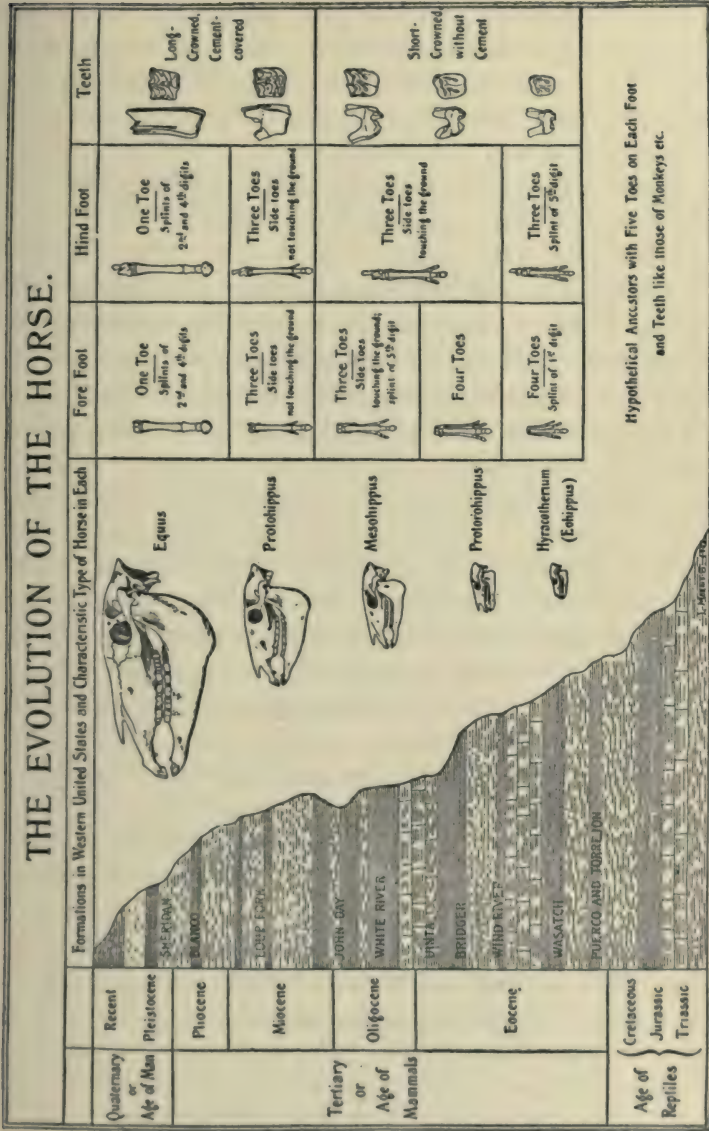 THE EVOLUTION OF THE HORSE.
Formations in Western United States and Characteristic Type of Horse in Each
Fore Foot
Hind Foot
Teeth
Quaternary
or
Age of Man
Recent
Pleistocene
SHERIDAN
Equus
One Toe
Splints of
2nd and 4th digits
One Toe
Splints of
2nd and 4th digits
Long-
Crowned,
Cement-
covered
Tertiary
or
Age of
Mammals
Pliocene
BLANCO
Miocene
LOUP FORK
Protohippus
Three Toes
Side toes
not touching the ground
Three Toes
Side toes
not touching the ground
Oligocene
JOHN DAY
WHITE RIVER
Mesohippus
Three Toes
Side toes
touching the ground;
splint of 5th digit
Three Toes
Side toes
touching the ground
Short-
Crowned,
without
Cement
Eocene
UINTA
BRIDGER
WIND RIVER
Protorohippus
Four Toes
WASATCH
Hyracotherium
(Eohippus)
Four Toes
Splint of 1st digit
Three Toes
Splint of 5th digit
PUERCO AND TORREJON
Age of
Reptiles
Cretaceous
Jurassic
Triassic
Hypothetical Ancestors with Five Toes on Each Foot
and Teeth like those of Monkeys etc.